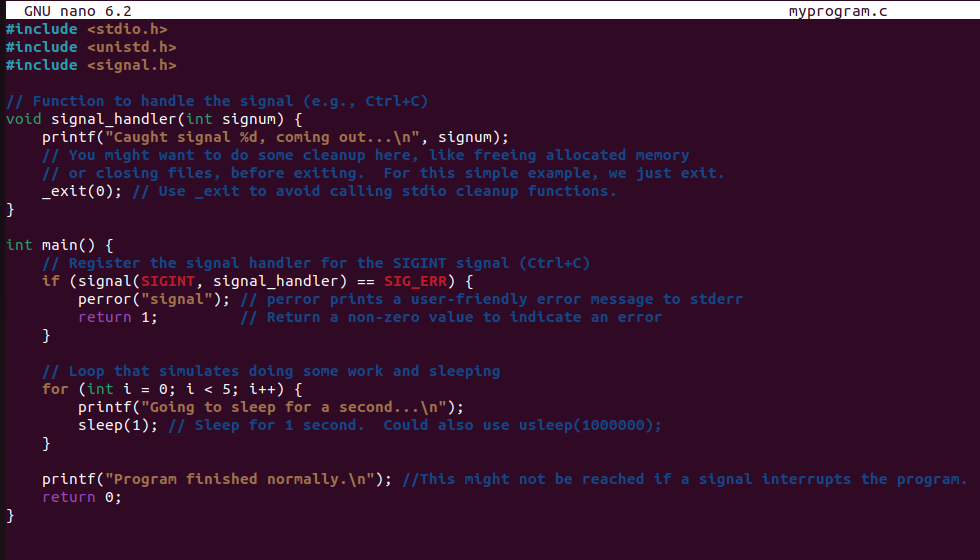 GNU nano 6.2 myprogram.c
#include <stdio.h>
#include <unistd.h>
#include <signal.h>

// Function to handle the signal (e.g., Ctrl+C)
void signal_handler(int signum) {
    printf("Caught signal %d, coming out...\n", signum);
    // You might want to do some cleanup here, like freeing allocated memory
    // or closing files, before exiting.  For this simple example, we just exit.
    _exit(0); // Use _exit to avoid calling stdio cleanup functions.
}

int main() {
    // Register the signal handler for the SIGINT signal (Ctrl+C)
    if (signal(SIGINT, signal_handler) == SIG_ERR) {
        perror("signal"); // perror prints a user-friendly error message to stderr
        return 1;         // Return a non-zero value to indicate an error
    }

    // Loop that simulates doing some work and sleeping
    for (int i = 0; i < 5; i++) {
        printf("Going to sleep for a second...\n");
        sleep(1); // Sleep for 1 second.  Could also use usleep(1000000);
    }

    printf("Program finished normally.\n"); //This might not be reached if a signal interrupts the program.
    return 0;
}